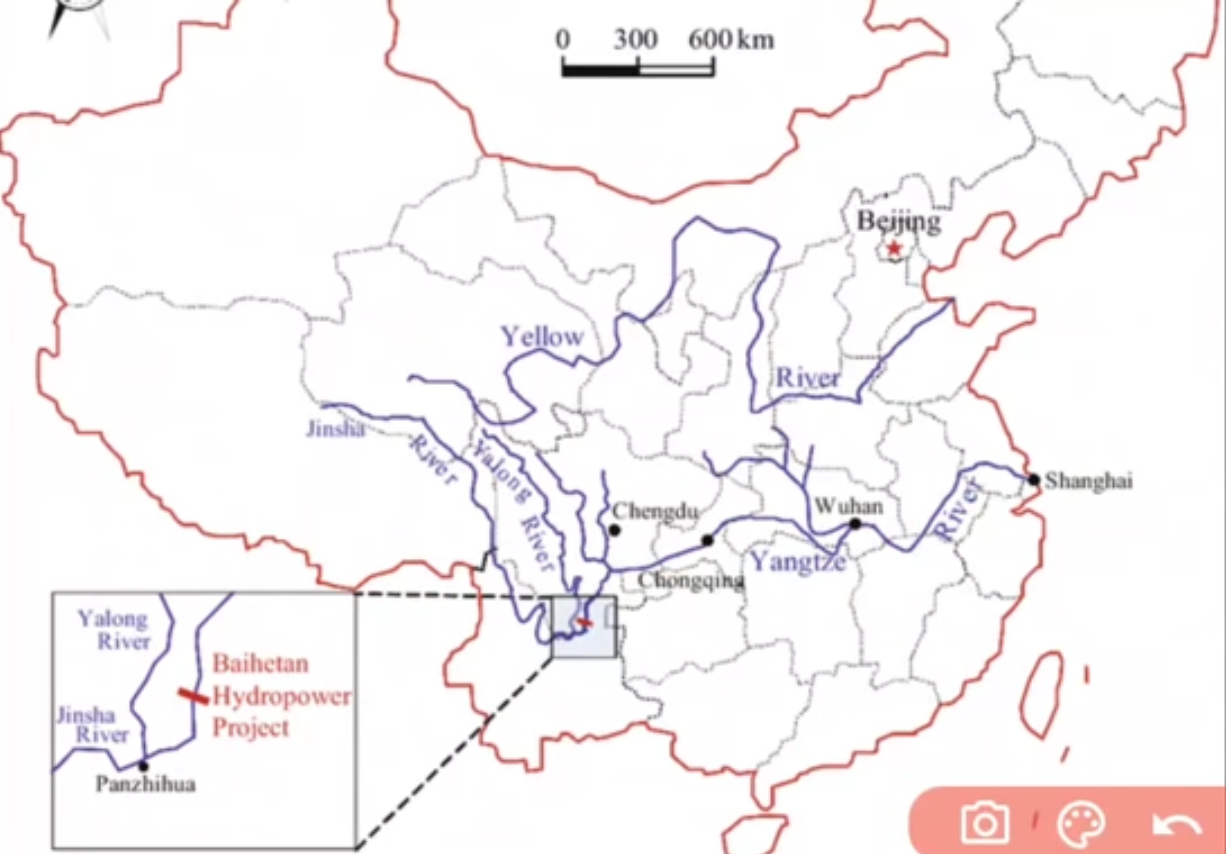 0 300 600 km
Beijing
Yellow
River
Jinsha
River
Yalong
River
Chengdu
Chongqing
Wuhan
Yangtze
River
Shanghai
Yalong
River
Baihetan
Hydropower
Project
Jinsha
River
Panzhihua